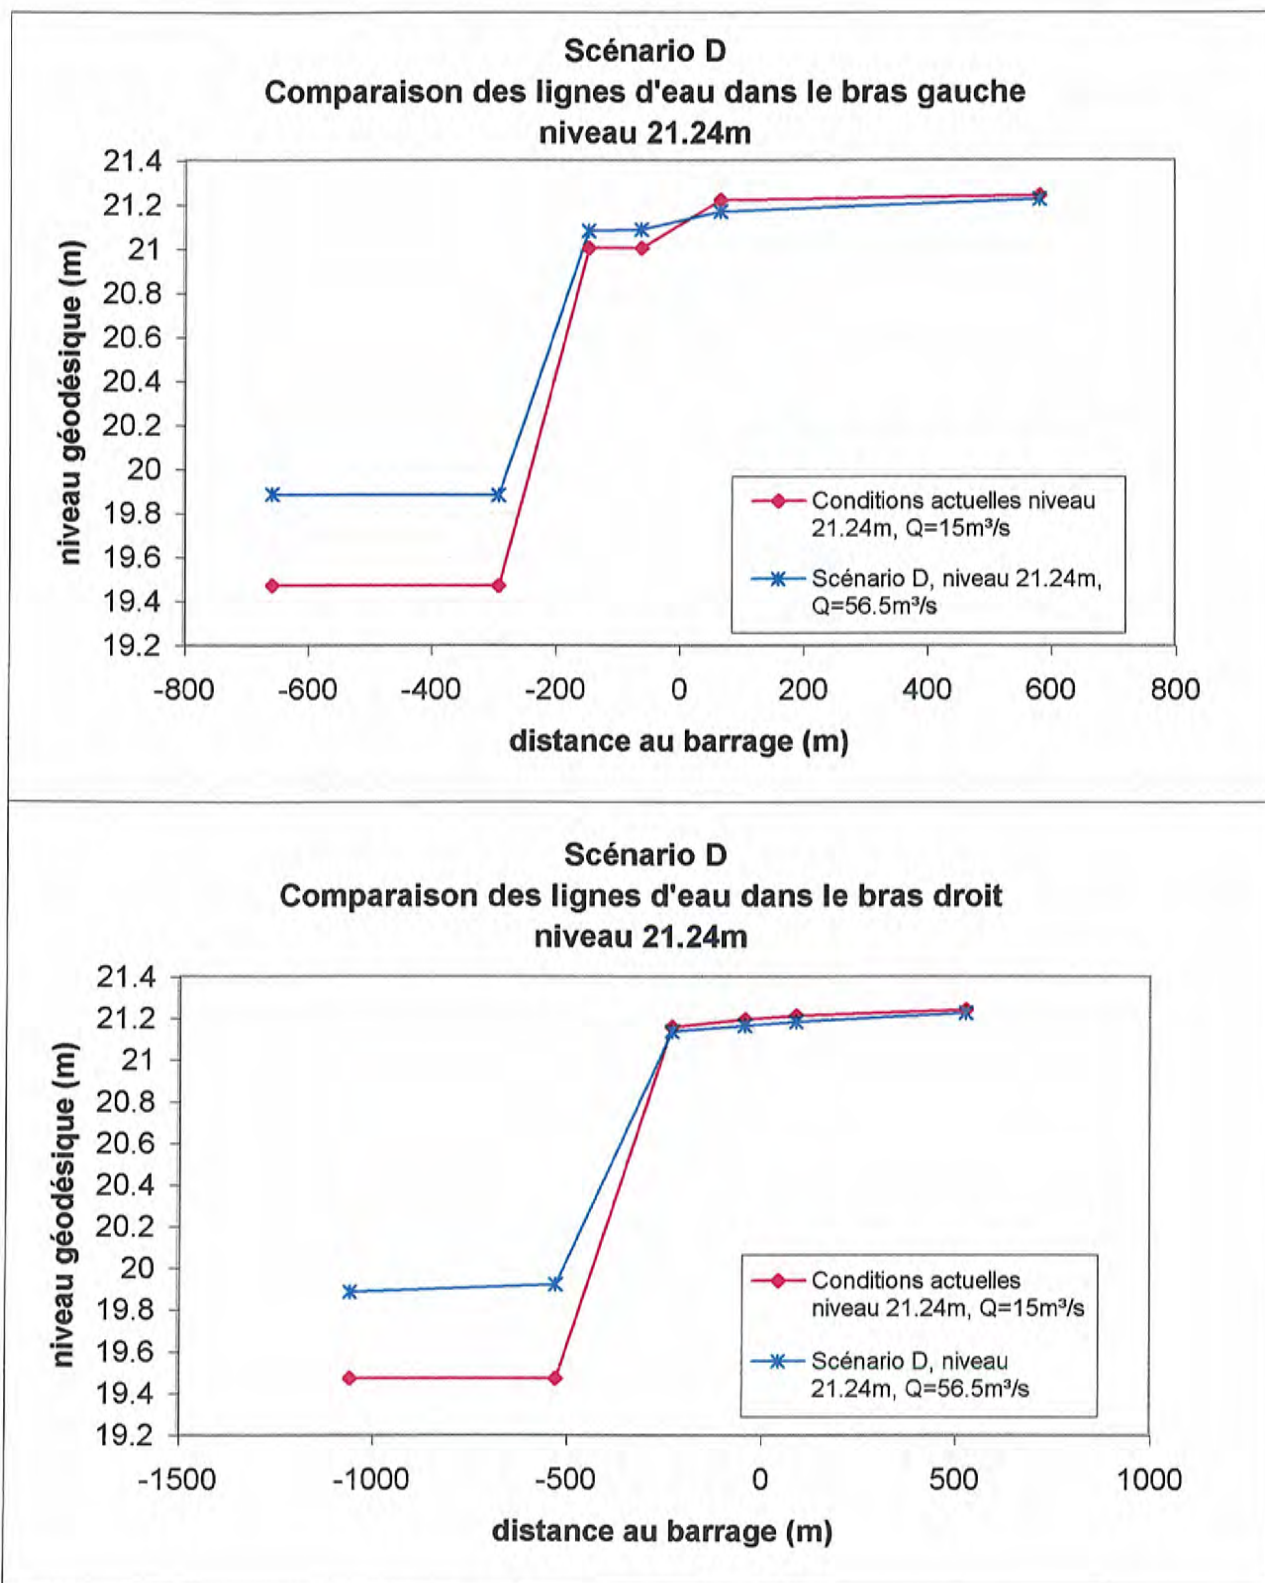 Scénario D
Comparaison des lignes d'eau dans le bras gauche
niveau 21.24m
21.4
21.2
21
20.8
20.6
20.4
20.2
20
19.8
19.6
19.4
19.2
niveau géodésique (m)
Conditions actuelles niveau
21.24m, Q=15m³/s
Scénario D, niveau 21.24m,
Q=56.5m³/s
-800 -600 -400 -200 0 200 400 600 800
distance au barrage (m)
Scénario D
Comparaison des lignes d'eau dans le bras droit
niveau 21.24m
21.4
21.2
21
20.8
20.6
20.4
20.2
20
19.8
19.6
19.4
19.2
niveau géodésique (m)
Conditions actuelles
niveau 21.24m, Q=15m³/s
Scénario D, niveau
21.24m, Q=56.5m³/s
-1500 -1000 -500 0 500 1000
distance au barrage (m)